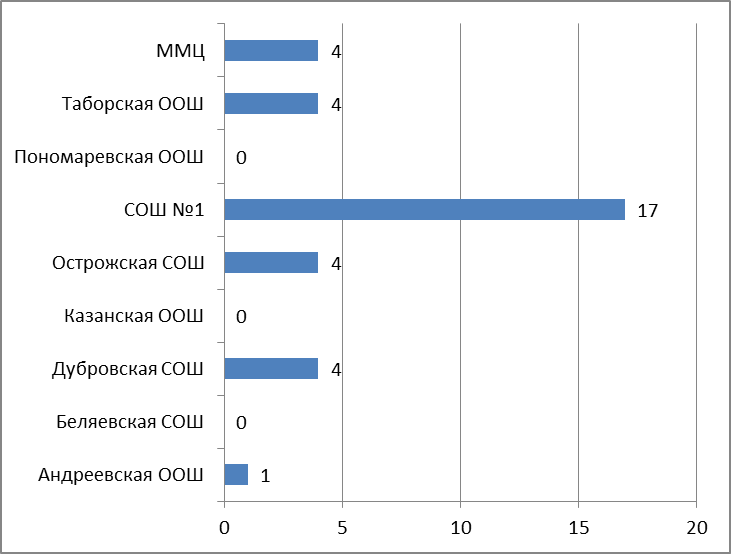 ММЦ 4
Таборская ООШ 4
Пономаревская ООШ 0
СОШ №1 17
Острожская СОШ 4
Казанская ООШ 0
Дубровская СОШ 4
Беляевская СОШ 0
Андреевская ООШ 1
0 5 10 15 20